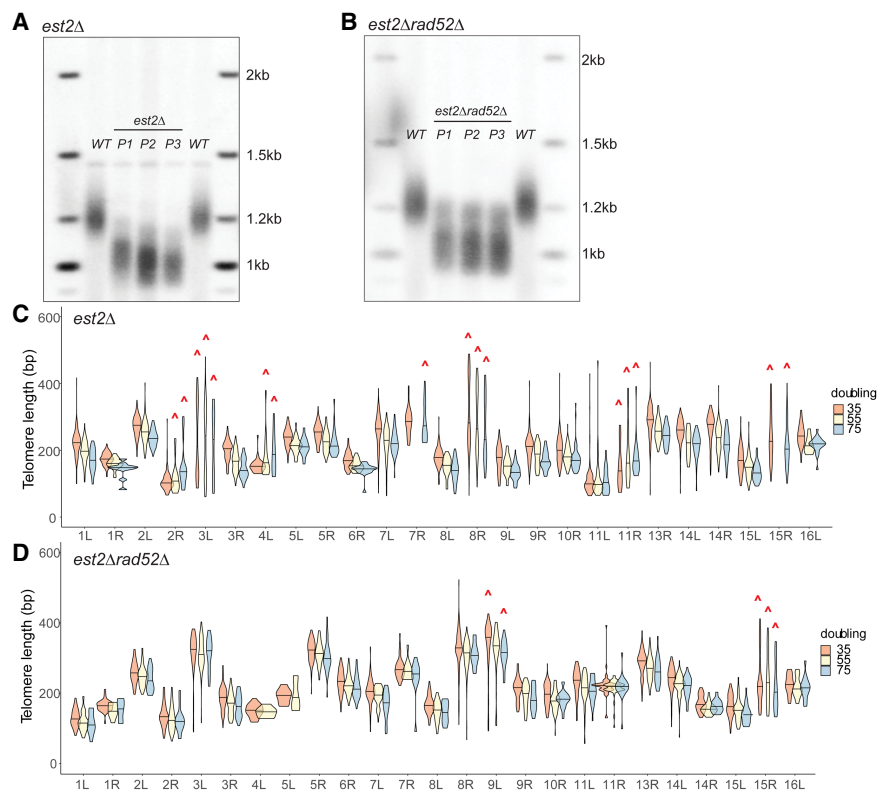 A
est2Δ
2kb
est2Δ
WT P1 P2 P3 WT
1.5kb
1.2kb
1kb
B
est2Δrad52Δ
2kb
est2Δrad52Δ
WT P1 P2 P3 WT
1.5kb
1.2kb
1kb
C
est2Δ
Telomere length (bp)
600
400
200
0
^ ^ ^ ^ ^ ^ ^ ^ ^ ^ ^ ^ ^ ^ ^ ^
doubling
35
55
75
1L 1R 2L 2R 3L 3R 4L 5L 5R 6R 7L 7R 8L 8R 9L 9R 10R 11L 11R 13R 14L 14R 15L 15R 16L
D
est2Δrad52Δ
Telomere length (bp)
600
400
200
0
^ ^ ^ ^ ^
doubling
35
55
75
1L 1R 2L 2R 3L 3R 4L 5L 5R 6R 7L 7R 8L 8R 9L 9R 10R 11L 11R 13R 14L 14R 15L 15R 16L